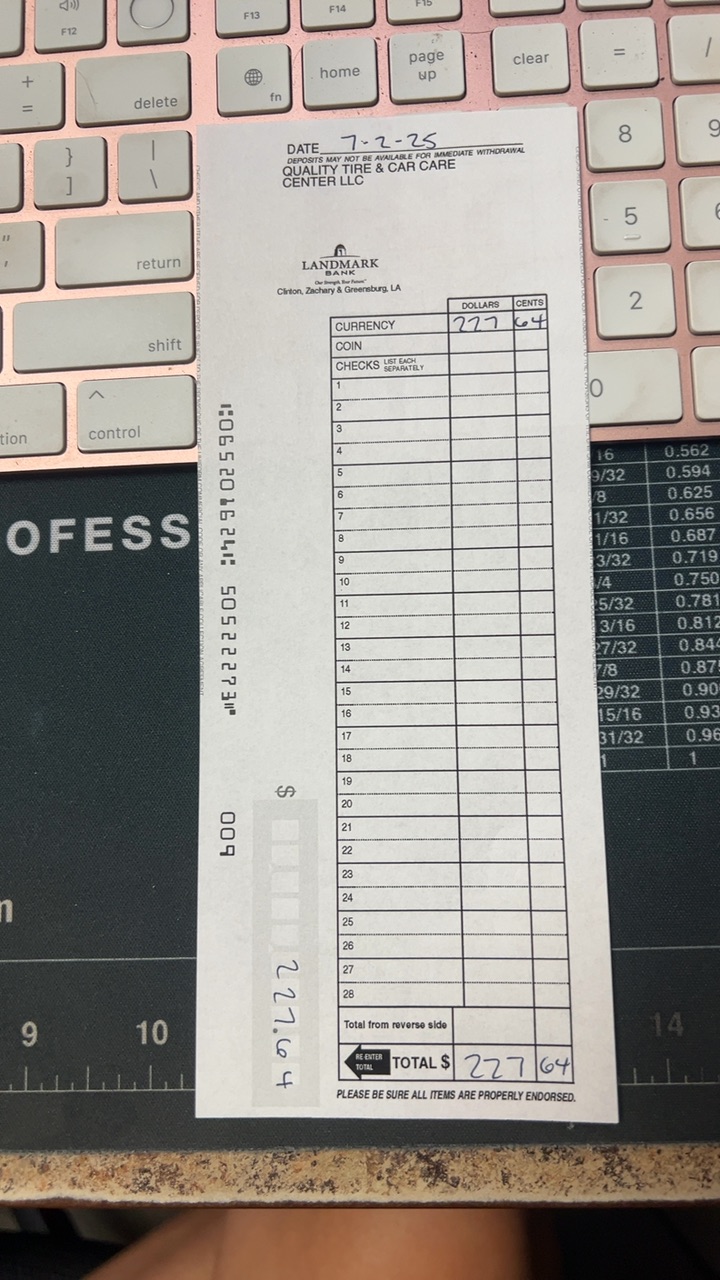 F12
F13
F14
F15
+
=
delete
fn
home
page
up
clear
=
/
}
]
|
\
8
9
"
,
return
5
6
shift
2
^
control
tion
0
DATE 7-2-25
DEPOSITS MAY NOT BE AVAILABLE FOR IMMEDIATE WITHDRAWAL
QUALITY TIRE & CAR CARE
CENTER LLC
LANDMARK
BANK
Our Strength. Your Future.
Clinton, Zachary & Greensburg, LA
DOLLARS CENTS
CURRENCY 227 64
COIN
CHECKS LIST EACH SEPARATELY
1
2
3
4
5
6
7
8
9
10
11
12
13
14
15
16
17
18
19
20
21
22
23
24
25
26
27
28
Total from reverse side
RE-ENTER TOTAL TOTAL $ 227 64
PLEASE BE SURE ALL ITEMS ARE PROPERLY ENDORSED.
$ 227.64
OFESS
16 0.562
9/32 0.594
/8 0.625
1/32 0.656
1/16 0.687
3/32 0.719
/4 0.750
25/32 0.781
13/16 0.812
27/32 0.844
7/8 0.87
29/32 0.90
15/16 0.93
31/32 0.96
1 1
9 10 14